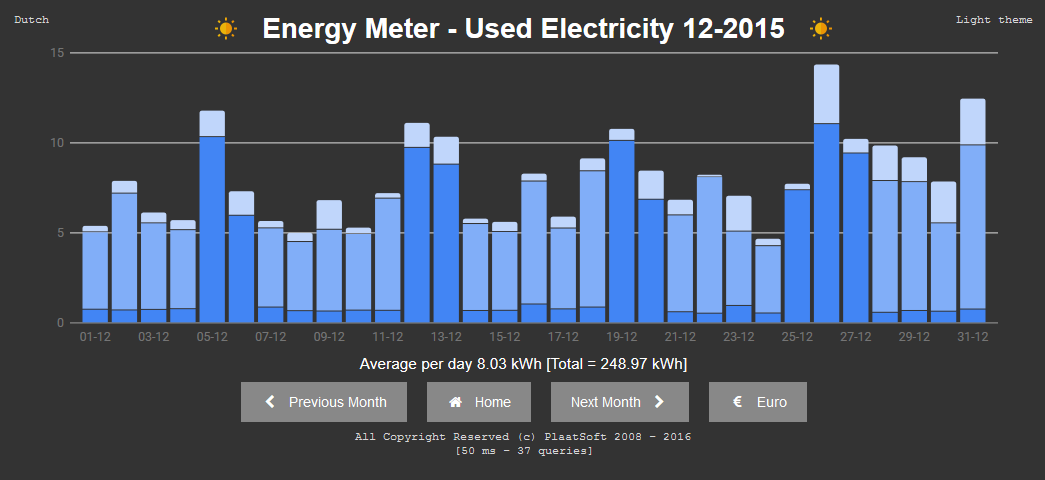 Dutch
Energy Meter - Used Electricity 12-2015
Light theme
15
10
5
0
01-12 03-12 05-12 07-12 09-12 11-12 13-12 15-12 17-12 19-12 21-12 23-12 25-12 27-12 29-12 31-12
Average per day 8.03 kWh [Total = 248.97 kWh]
Previous Month Home Next Month € Euro
All Copyright Reserved (c) PlaatSoft 2008 - 2016
[50 ms - 37 queries]